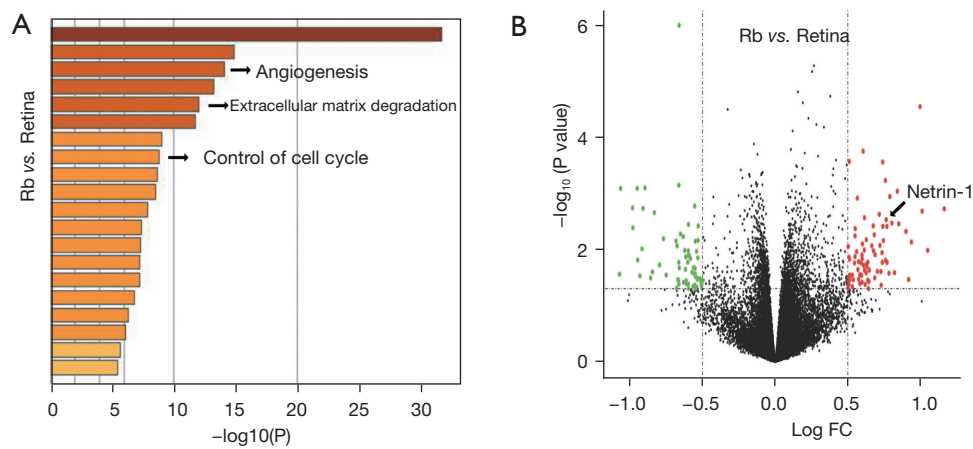 A
Rb vs. Retina
Angiogenesis
Extracellular matrix degradation
Control of cell cycle
0 5 10 15 20 25 30
−log10(P)
B
Rb vs. Retina
Netrin-1
−log10 (P value)
6
4
2
0
−1.0 −0.5 0.0 0.5 1.0
Log FC